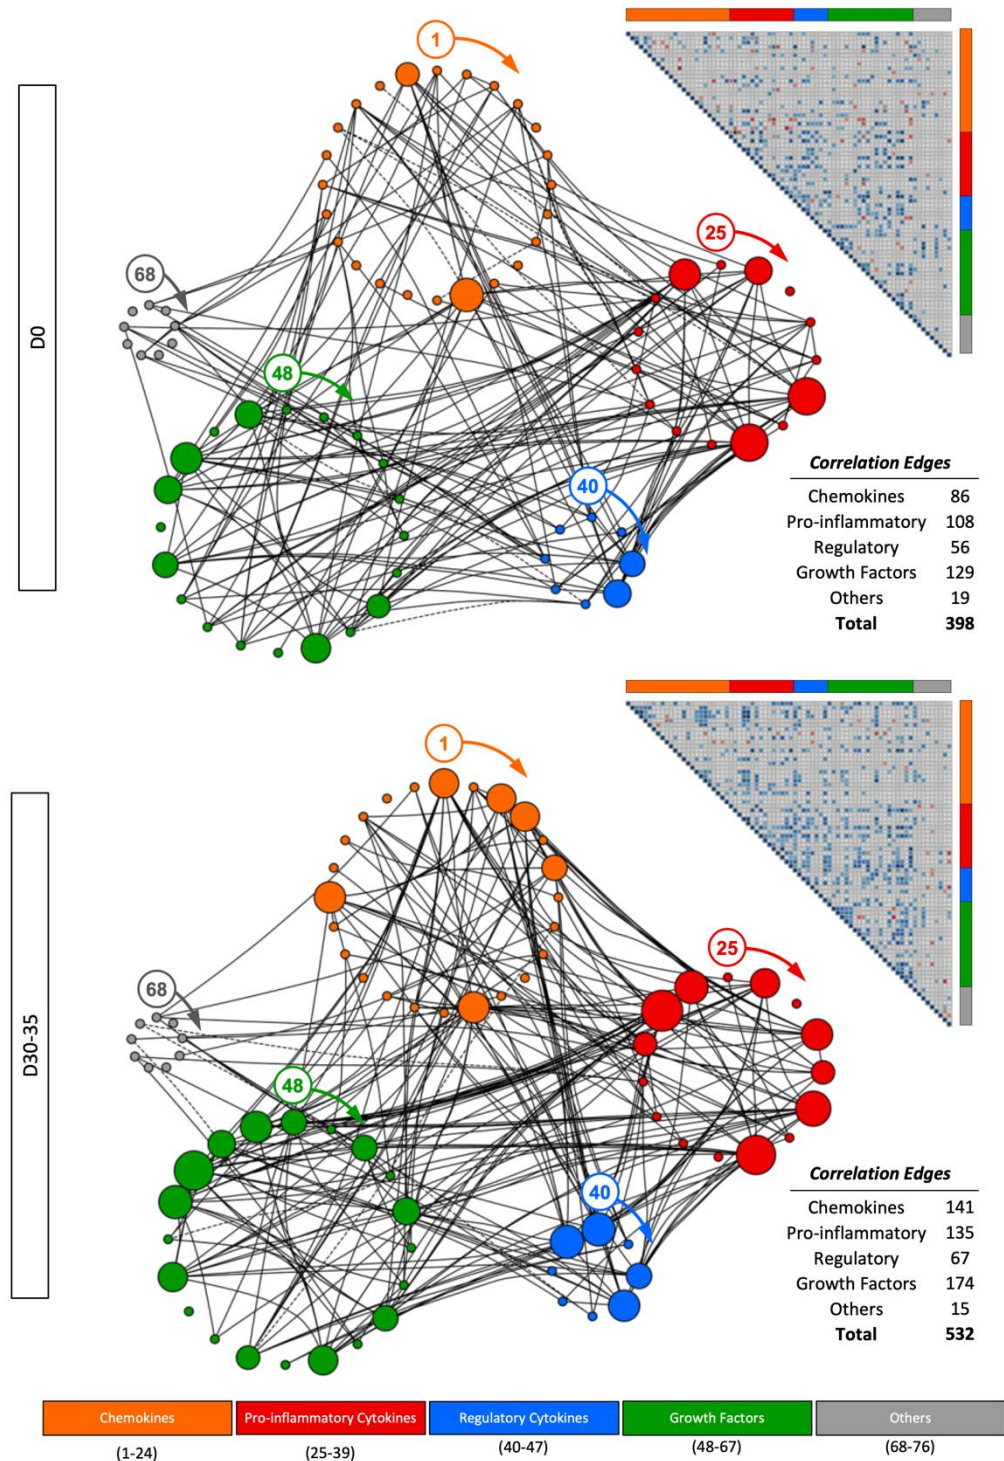 1
25
68
D0
48
40
Correlation Edges
Chemokines 86
Pro-inflammatory 108
Regulatory 56
Growth Factors 129
Others 19
Total 398
1
25
68
D30-35
48
40
Correlation Edges
Chemokines 141
Pro-inflammatory 135
Regulatory 67
Growth Factors 174
Others 15
Total 532
Chemokines Pro-inflammatory Cytokines Regulatory Cytokines Growth Factors Others
(1-24) (25-39) (40-47) (48-67) (68-76)